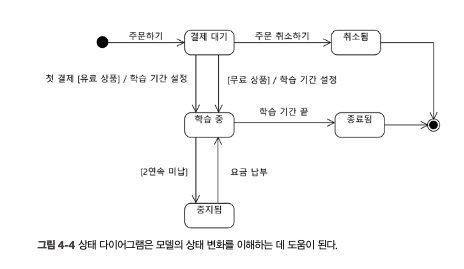 주문하기
결제 대기
주문 취소하기
취소됨
첫 결제 [유료 상품] / 학습 기간 설정
[무료 상품] / 학습 기간 설정
학습 중
학습 기간 끝
종료됨
[2연속 미납]
요금 납부
중지됨
그림 4-4 상태 다이어그램은 모델의 상태 변화를 이해하는 데 도움이 된다.